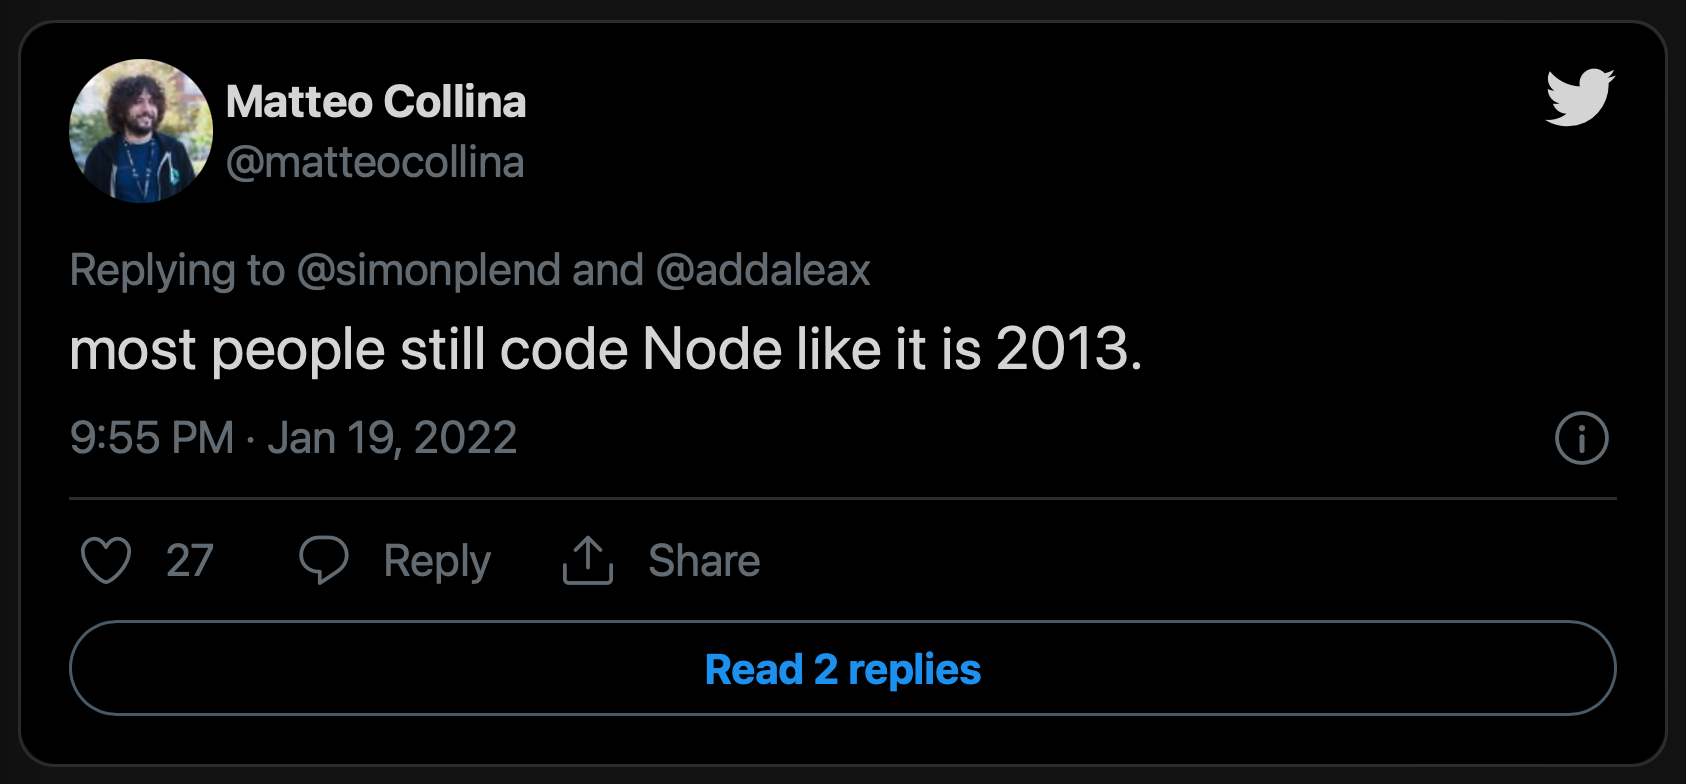 Matteo Collina
@matteocollina
Replying to @simonplend and @addaleax
most people still code Node like it is 2013.
9:55 PM · Jan 19, 2022
27 Reply Share
Read 2 replies